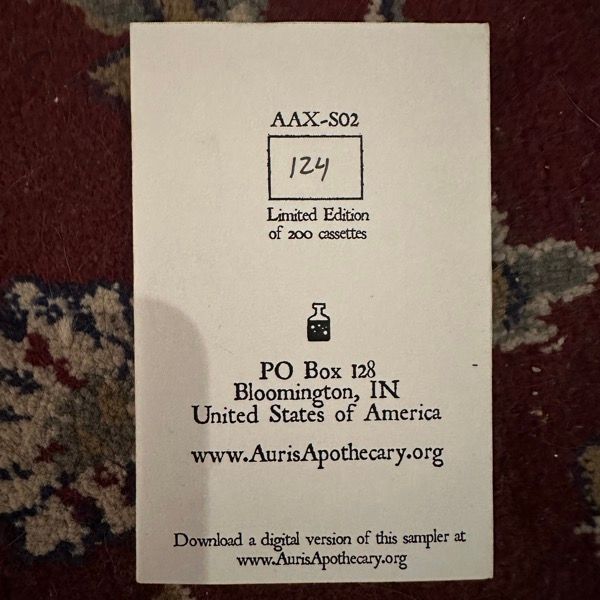 AAX-S02
124
Limited Edition
of 200 cassettes
PO Box 128
Bloomington, IN
United States of America
www.AurisApothecary.org
Download a digital version of this sampler at
www.AurisApothecary.org